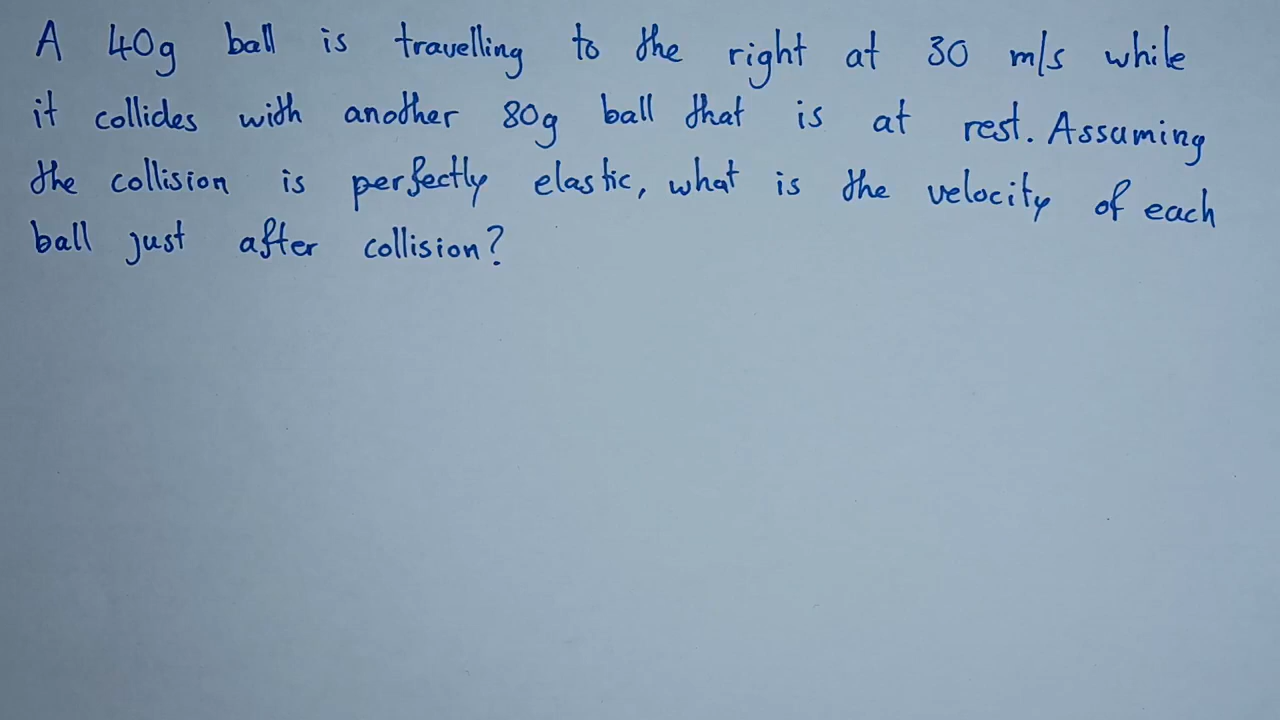 A 40g ball is travelling to the right at 30 m/s while
it collides with another 80g ball that is at rest. Assuming
the collision is perfectly elastic, what is the velocity of each
ball just after collision?